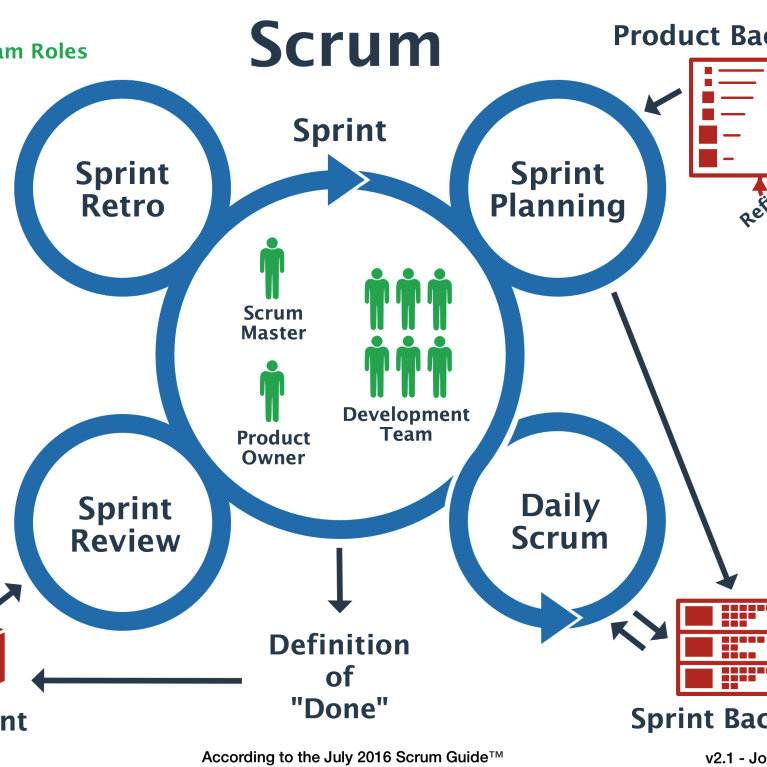 Scrum
Product Bac
am Roles
Sprint
Sprint
Retro
Sprint
Planning
Refi
Scrum
Master
Product
Owner
Development
Team
Sprint
Review
Daily
Scrum
Definition
of
"Done"
nt
Sprint Bac
According to the July 2016 Scrum Guide™
v2.1 - Jo